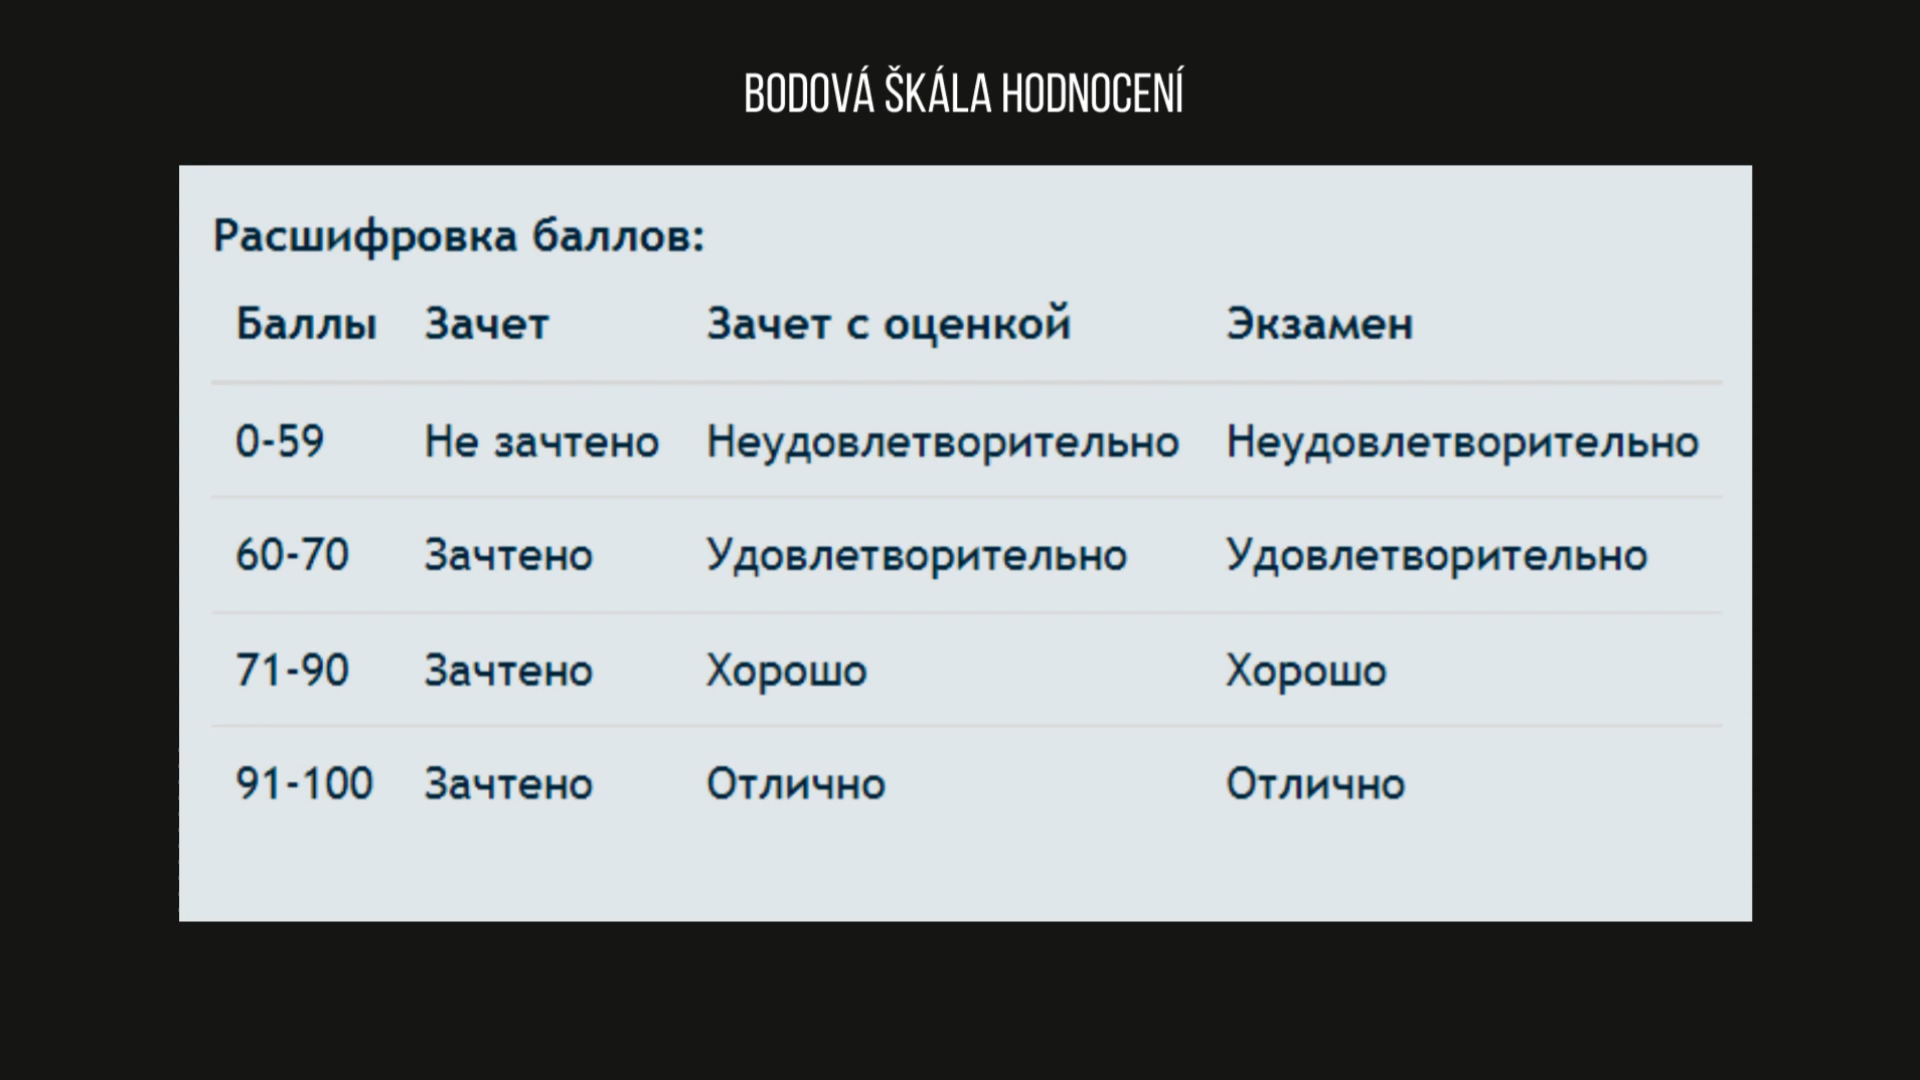 BODOVÁ ŠKÁLA HODNOCENÍ
Расшифровка баллов:
Баллы Зачет Зачет с оценкой Экзамен
0-59 Не зачтено Неудовлетворительно Неудовлетворительно
60-70 Зачтено Удовлетворительно Удовлетворительно
71-90 Зачтено Хорошо Хорошо
91-100 Зачтено Отлично Отлично